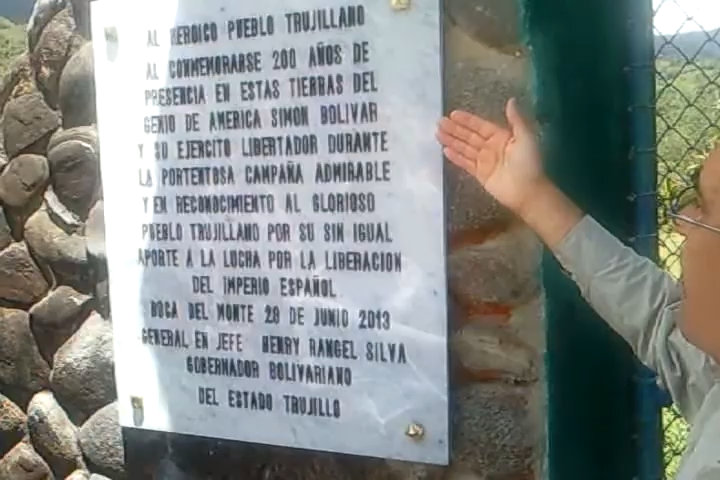 AL HEROICO PUEBLO TRUJILLANO
AL CONMEMORARSE 200 AÑOS DE
PRESENCIA EN ESTAS TIERRAS DEL
GENIO DE AMERICA SIMON BOLIVAR
Y SU EJERCITO LIBERTADOR DURANTE
LA PORTENTOSA CAMPAÑA ADMIRABLE
Y EN RECONOCIMIENTO AL GLORIOSO
PUEBLO TRUJILLANO POR SU SIN IGUAL
APORTE A LA LUCHA POR LA LIBERACION
DEL IMPERIO ESPAÑOL
BOCA DEL MONTE 28 DE JUNIO 2013
GENERAL EN JEFE HENRY RANGEL SILVA
GOBERNADOR BOLIVARIANO
DEL ESTADO TRUJILLO